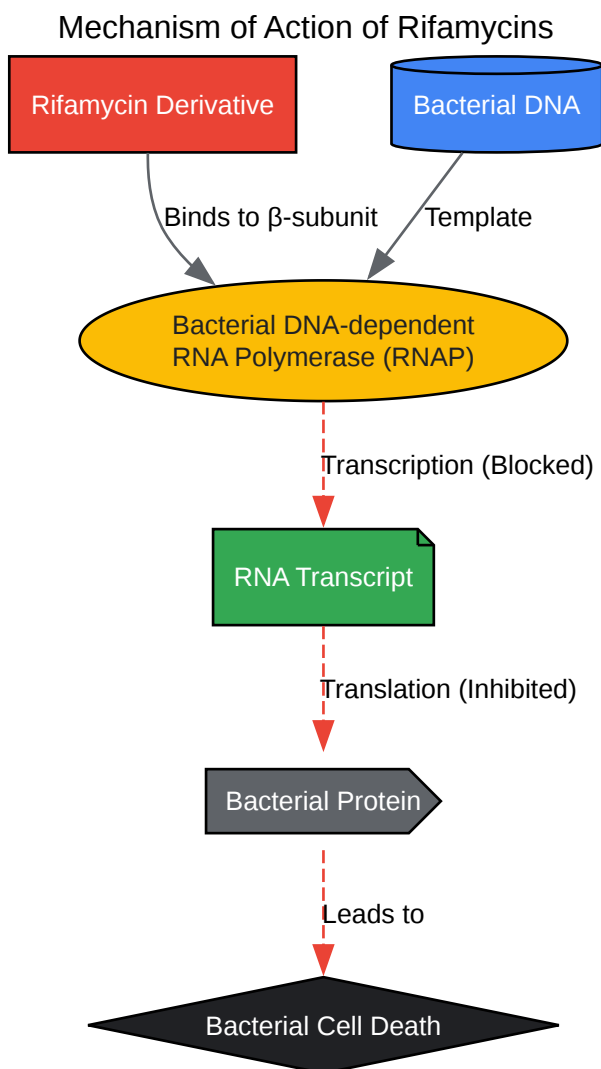 Mechanism of Action of Rifamycins
Rifamycin Derivative
Bacterial DNA
Binds to β-subunit
Template
Bacterial DNA-dependent
RNA Polymerase (RNAP)
Transcription (Blocked)
RNA Transcript
Translation (Inhibited)
Bacterial Protein
Leads to
Bacterial Cell Death